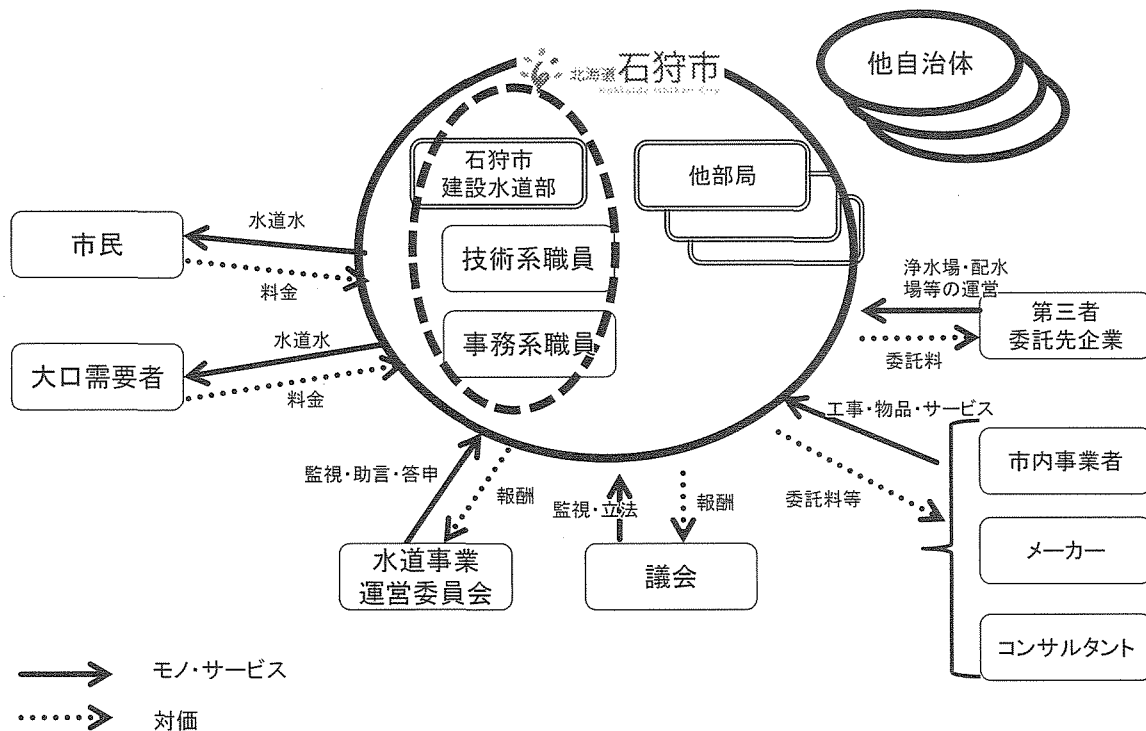 北海道 石狩市
Hokkaido Ishikari City
他自治体
石狩市
建設水道部
他部局
技術系職員
事務系職員
市民
水道水
料金
大口需要者
水道水
料金
浄水場・配水
場等の運営
第三者
委託先企業
委託料
工事・物品・サービス
委託料等
市内事業者
メーカー
コンサルタント
監視・助言・答申
報酬
水道事業
運営委員会
監視・立法
報酬
議会
モノ・サービス
対価